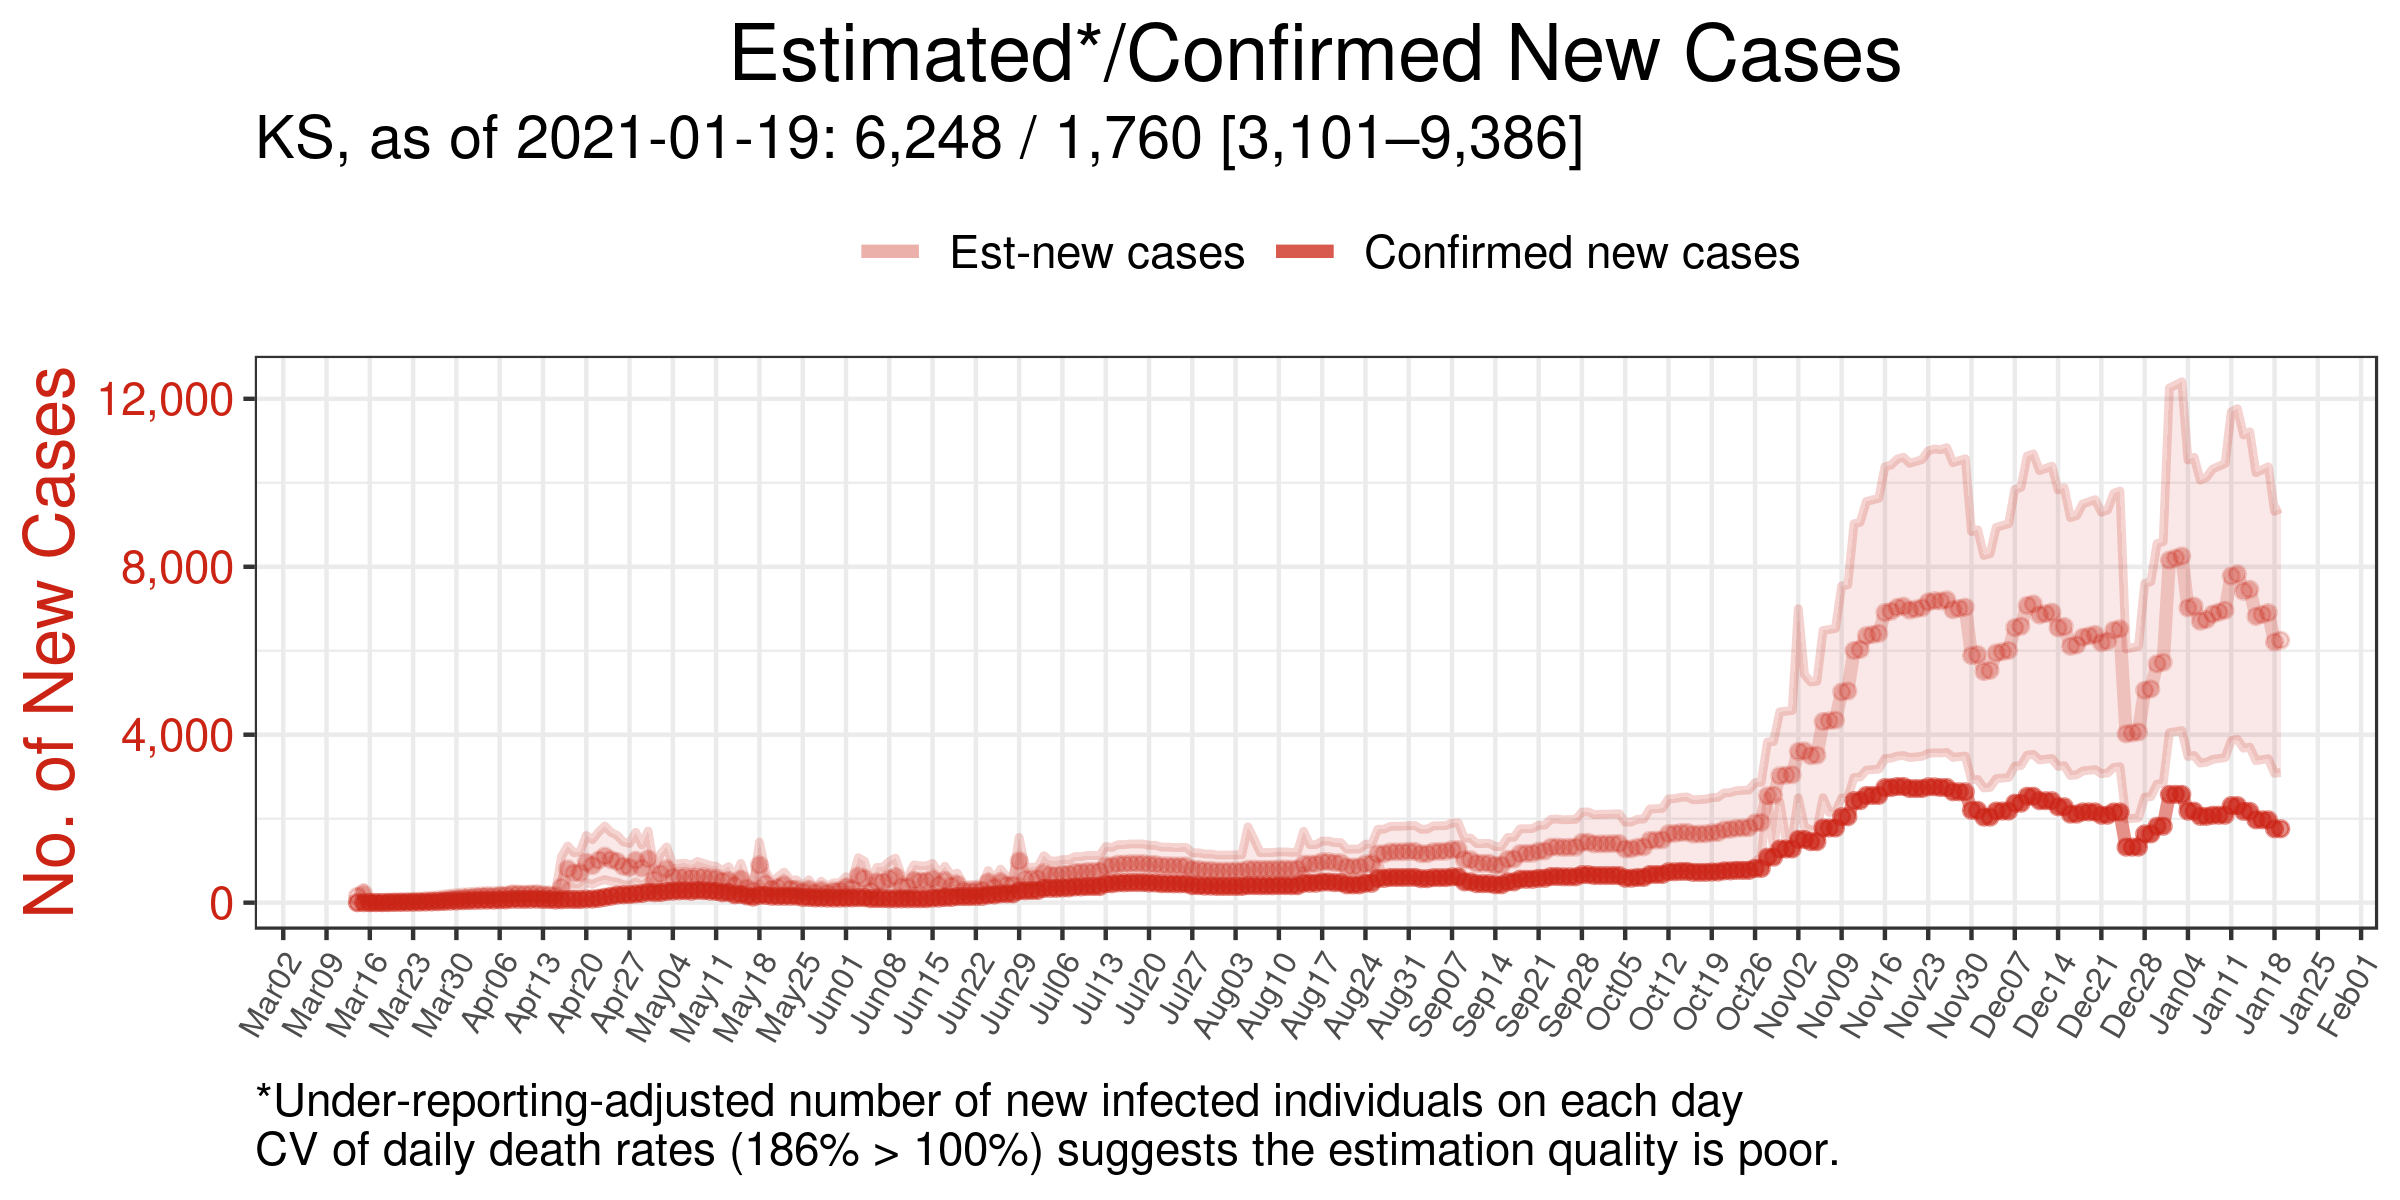 Estimated*/Confirmed New Cases
KS, as of 2021-01-19: 6,248 / 1,760 [3,101–9,386]
Est-new cases
Confirmed new cases
No. of New Cases
12,000
8,000
4,000
0
Mar02
Mar09
Mar16
Mar23
Mar30
Apr06
Apr13
Apr20
Apr27
May04
May11
May18
May25
Jun01
Jun08
Jun15
Jun22
Jun29
Jul06
Jul13
Jul20
Jul27
Aug03
Aug10
Aug17
Aug24
Aug31
Sep07
Sep14
Sep21
Sep28
Oct05
Oct12
Oct19
Oct26
Nov02
Nov09
Nov16
Nov23
Nov30
Dec07
Dec14
Dec21
Dec28
Jan04
Jan11
Jan18
Jan25
Feb01
*Under-reporting-adjusted number of new infected individuals on each day
CV of daily death rates (186% > 100%) suggests the estimation quality is poor.